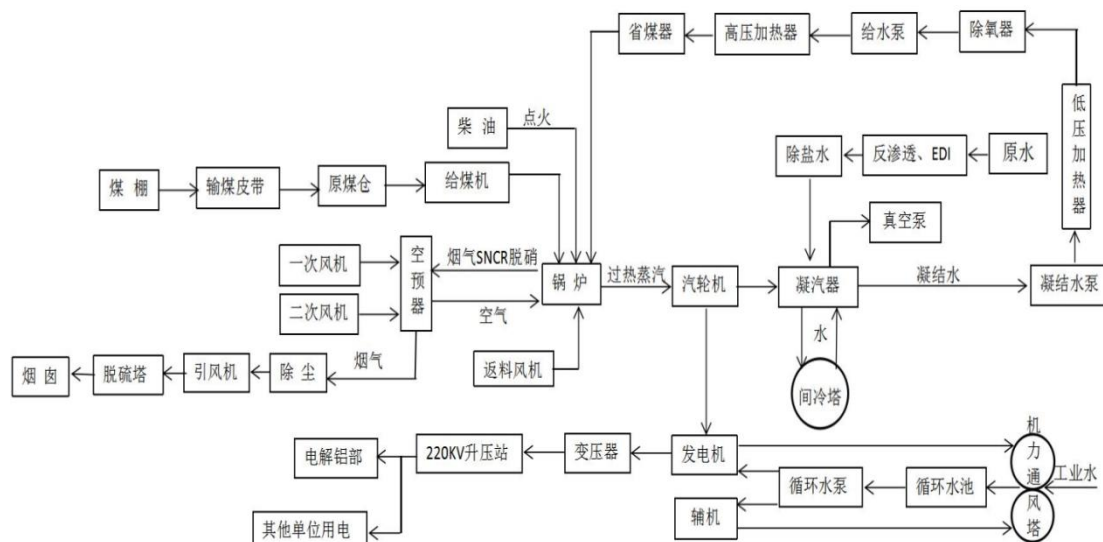 省煤器
高压加热器
给水泵
除氧器
柴 油
点火
低压加热器
除盐水
反渗透、EDI
原水
煤 棚
输煤皮带
原煤仓
给煤机
真空泵
一次风机
空预器
烟气SNCR脱硝
锅 炉
过热蒸汽
汽轮机
凝汽器
凝结水
凝结水泵
二次风机
空气
水
烟 囱
脱硫塔
引风机
除 尘
烟气
返料风机
间冷塔
电解铝部
220KV升压站
变压器
发电机
机力通风塔
工业水
循环水泵
循环水池
辅机
其他单位用电